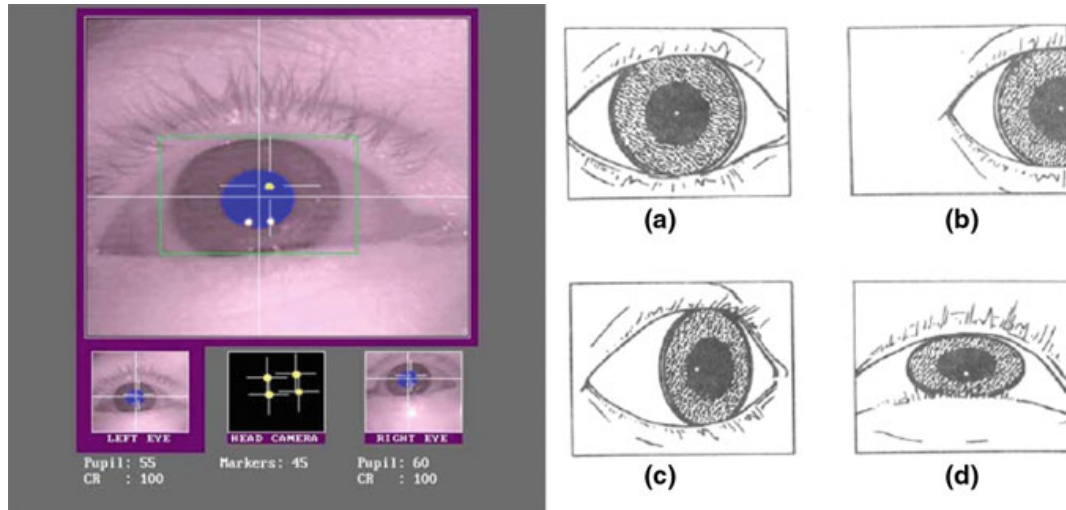 LEFT EYE
HEAD CAMERA
RIGHT EYE
Pupil: 55
CR : 100
Markers: 45
Pupil: 60
CR : 100
(a)
(b)
(c)
(d)